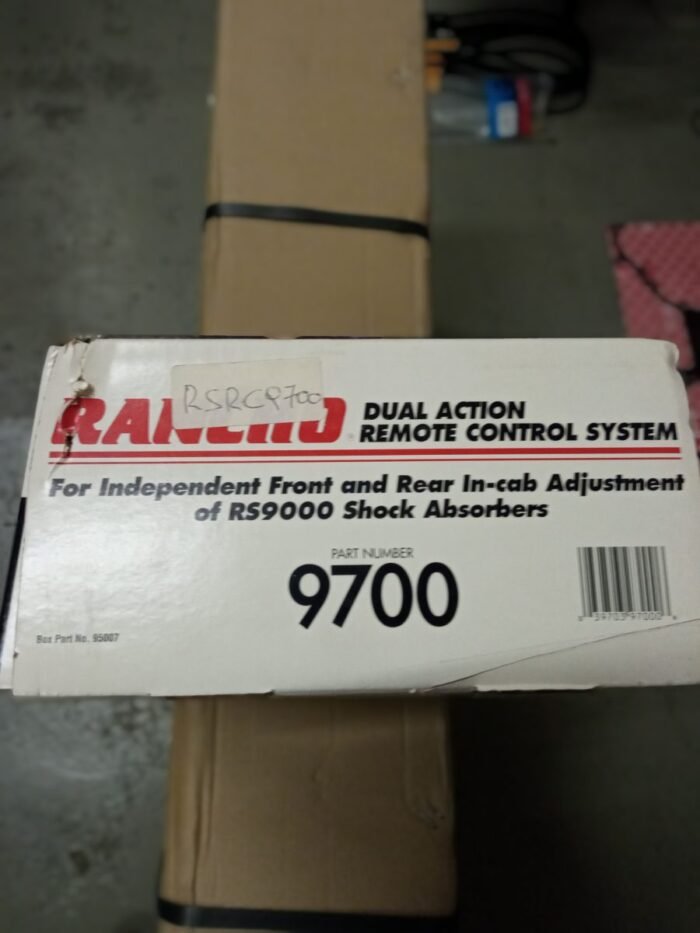 RSRC9700
RANCHO
DUAL ACTION
REMOTE CONTROL SYSTEM
For Independent Front and Rear In-cab Adjustment
of RS9000 Shock Absorbers
PART NUMBER
9700
Box Part No. 95007